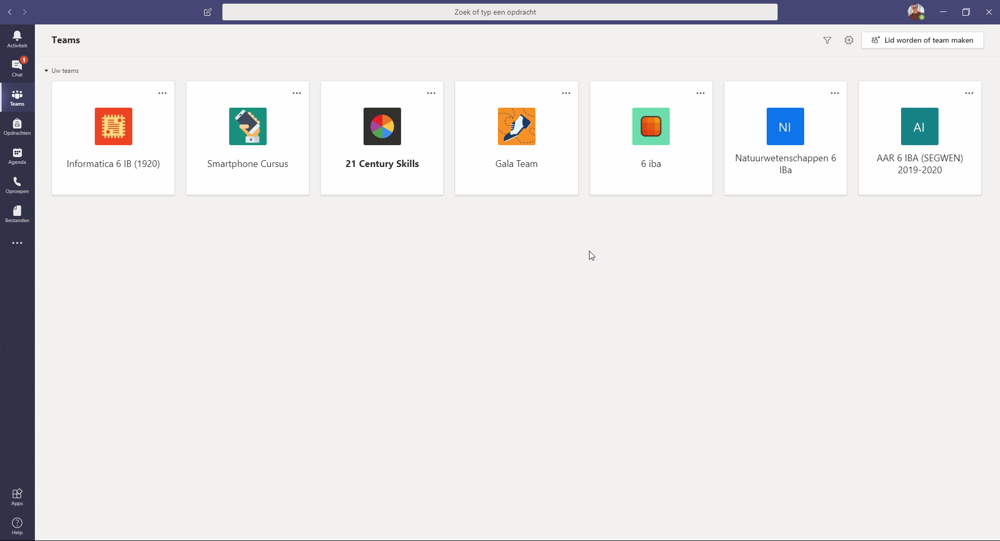 Zoek of typ een opdracht
Activiteit
1
Chat
Teams
Opdrachten
Agenda
Oproepen
Bestanden
Apps
Help
Teams
Lid worden of team maken
Uw teams
Informatica 6 IB (1920)
Smartphone Cursus
21 Century Skills
Gala Team
6 iba
NI
Natuurwetenschappen 6
IBa
AI
AAR 6 IBA (SEGWEN)
2019-2020